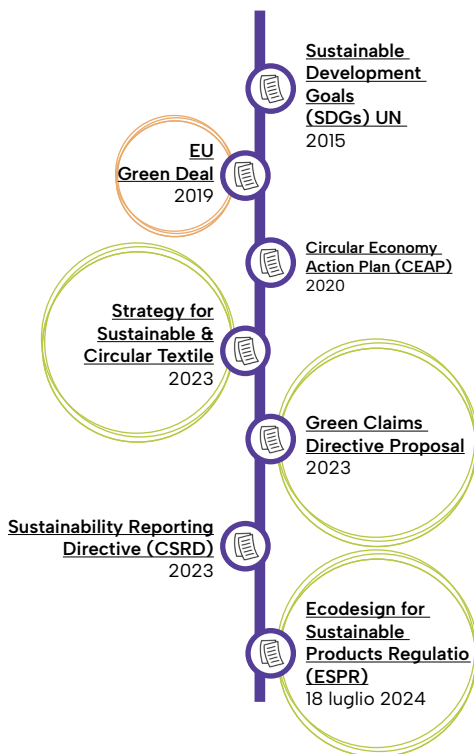 Sustainable
Development
Goals
(SDGs) UN
2015
EU
Green Deal
2019
Circular Economy
Action Plan (CEAP)
2020
Strategy for
Sustainable &
Circular Textile
2023
Green Claims
Directive Proposal
2023
Sustainability Reporting
Directive (CSRD)
2023
Ecodesign for
Sustainable
Products Regulatio
(ESPR)
18 luglio 2024